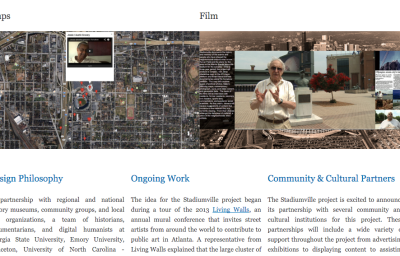 ps
Film
sign Philosophy
Ongoing Work
Community & Cultural Partners
partnership with regional and national
ory museums, community groups, and local
organizations, a team of historians,
umentarians, and digital humanists at
rgia State University, Emory University,
nceton, University of North Carolina -
The idea for the Stadiumville project began
during a tour of the 2013 Living Walls, an
annual mural conference that invites street
artists from around the world to contribute to
public art in Atlanta. A representative from
Living Walls explained that the large cluster of
The Stadiumville project is excited to announc
its partnership with several community an
cultural institutions for this project. Thes
partnerships will include a wide variety o
support throughout the project from advertisin
exhibitions to displaying content to assistin